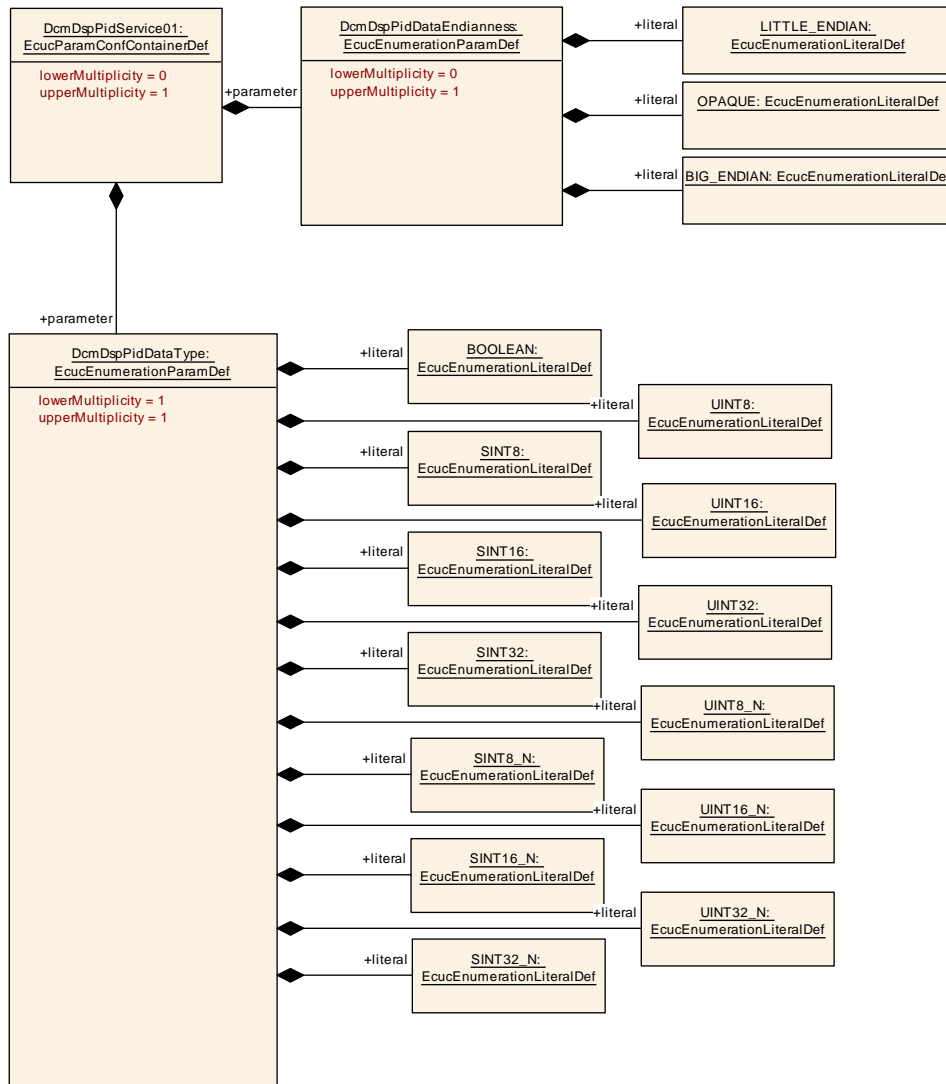 DcmDspPidService01:
EcucParamConfContainerDef
lowerMultiplicity = 0
upperMultiplicity = 1
+parameter
DcmDspPidDataEndianness:
EcucEnumerationParamDef
lowerMultiplicity = 0
upperMultiplicity = 1
+literal
LITTLE_ENDIAN:
EcucEnumerationLiteralDef
+literal
OPAQUE: EcucEnumerationLiteralDef
+literal
BIG_ENDIAN: EcucEnumerationLiteralDe
+parameter
DcmDspPidDataType:
EcucEnumerationParamDef
lowerMultiplicity = 1
upperMultiplicity = 1
+literal
BOOLEAN:
EcucEnumerationLiteralDef
+literal
UINT8:
EcucEnumerationLiteralDef
+literal
SINT8:
EcucEnumerationLiteralDef
+literal
UINT16:
EcucEnumerationLiteralDef
+literal
SINT16:
EcucEnumerationLiteralDef
+literal
UINT32:
EcucEnumerationLiteralDef
+literal
SINT32:
EcucEnumerationLiteralDef
+literal
UINT8_N:
EcucEnumerationLiteralDef
+literal
SINT8_N:
EcucEnumerationLiteralDef
+literal
UINT16_N:
EcucEnumerationLiteralDef
+literal
SINT16_N:
EcucEnumerationLiteralDef
+literal
UINT32_N:
EcucEnumerationLiteralDef
+literal
SINT32_N:
EcucEnumerationLiteralDef